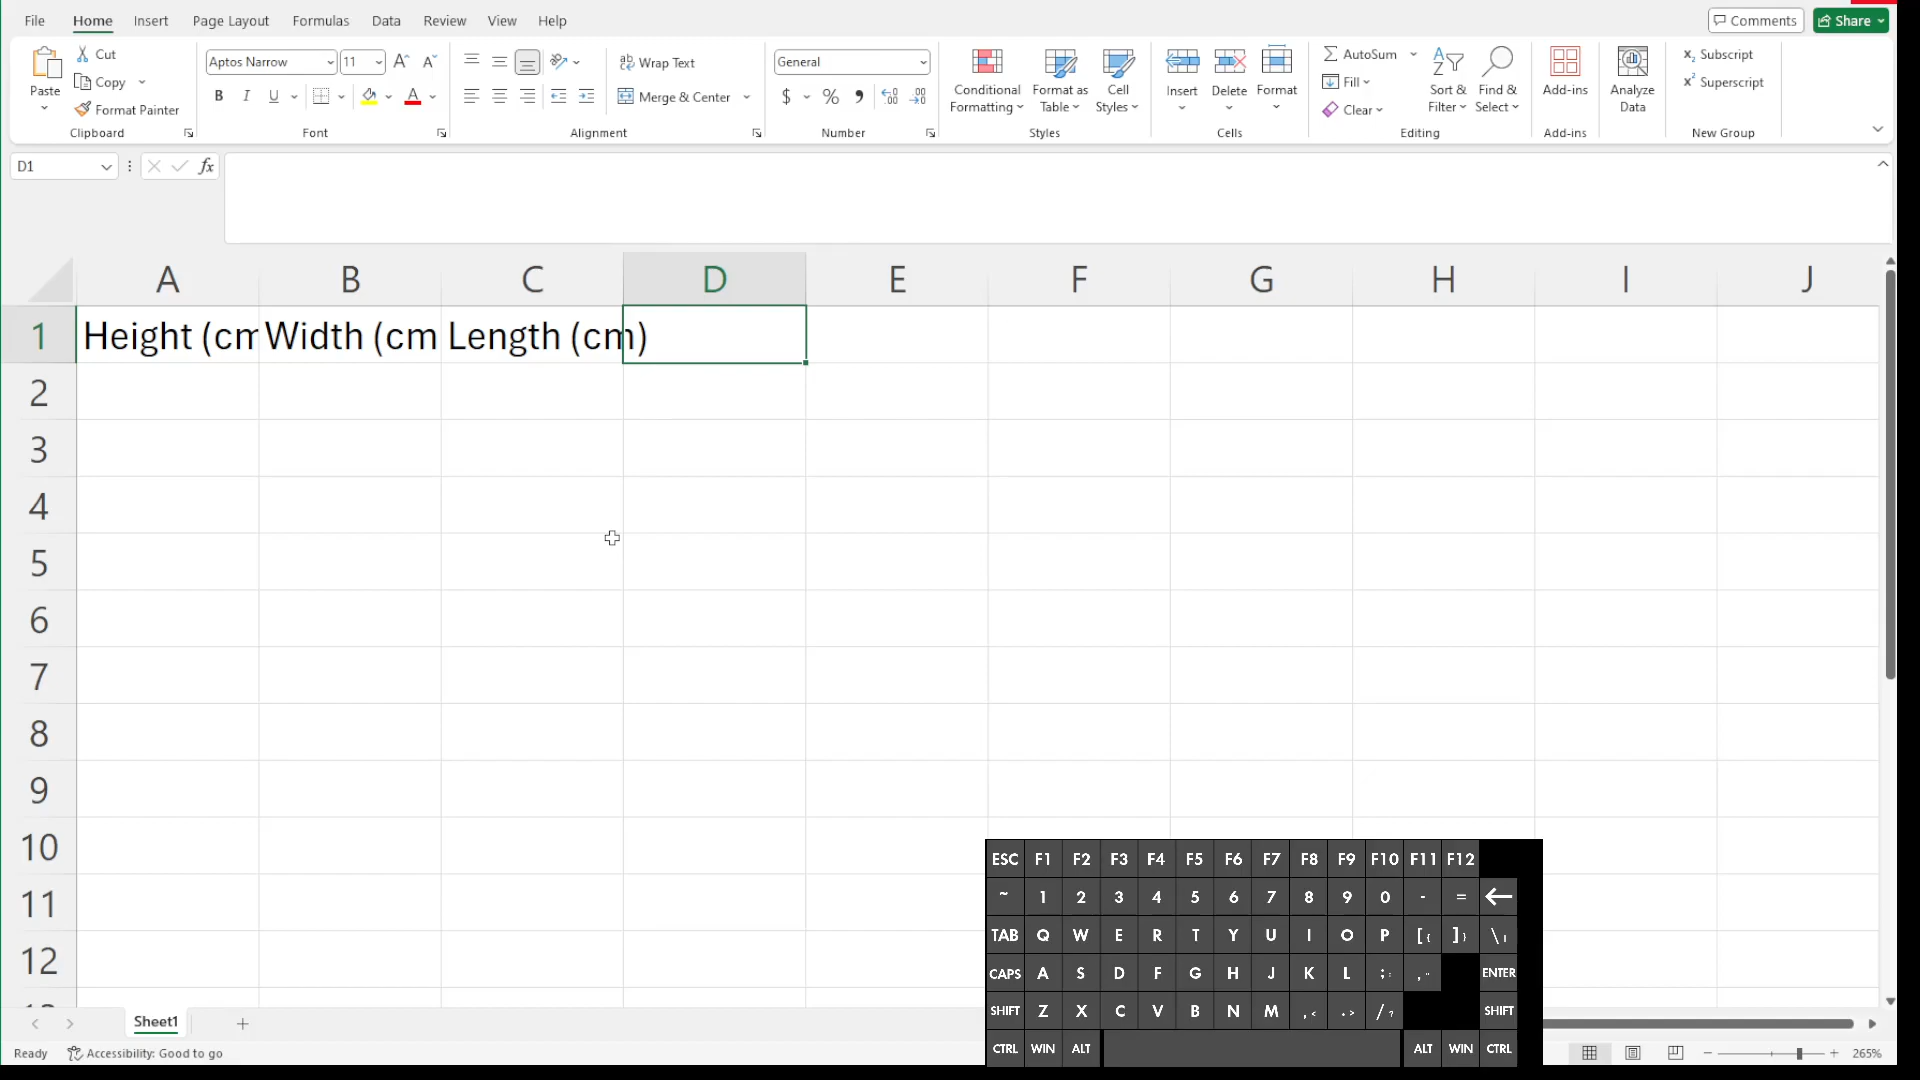 File Home Insert Page Layout Formulas Data Review View Help Comments Share
Cut
Copy
Format Painter
Paste
Clipboard
Aptos Narrow 11
B I U
Font
Wrap Text
Merge & Center
Alignment
General
$ % ,
Number
Conditional Formatting
Format as Table
Cell Styles
Styles
Insert
Delete
Format
Cells
AutoSum
Fill
Clear
Sort & Filter
Find & Select
Editing
Add-ins
Add-ins
Analyze Data
Subscript
Superscript
New Group
D1 fx
A B C D E F G H I J
1 Height (cm Width (cm Length (cm)
2
3
4
5
6
7
8
9
10
11
12
ESC F1 F2 F3 F4 F5 F6 F7 F8 F9 F10 F11 F12
~ 1 2 3 4 5 6 7 8 9 0 - =
TAB Q W E R T Y U I O P [{ ]} \
CAPS A S D F G H J K L ;: ENTER
SHIFT Z X C V B N M ,< .> /? SHIFT
CTRL WIN ALT ALT WIN CTRL
Sheet1
Ready Accessibility: Good to go 265%